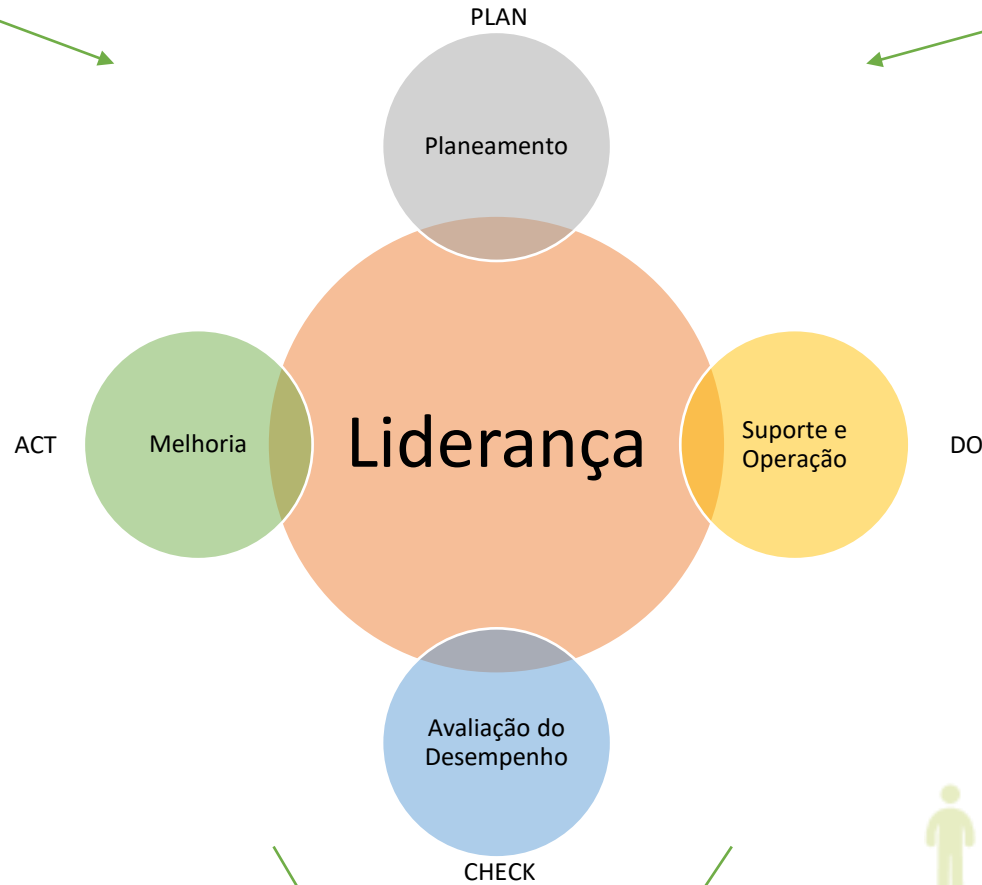 PLAN
Planeamento
ACT
Melhoria
Liderança
Suporte e
Operação
DO
Avaliação do
Desempenho
CHECK